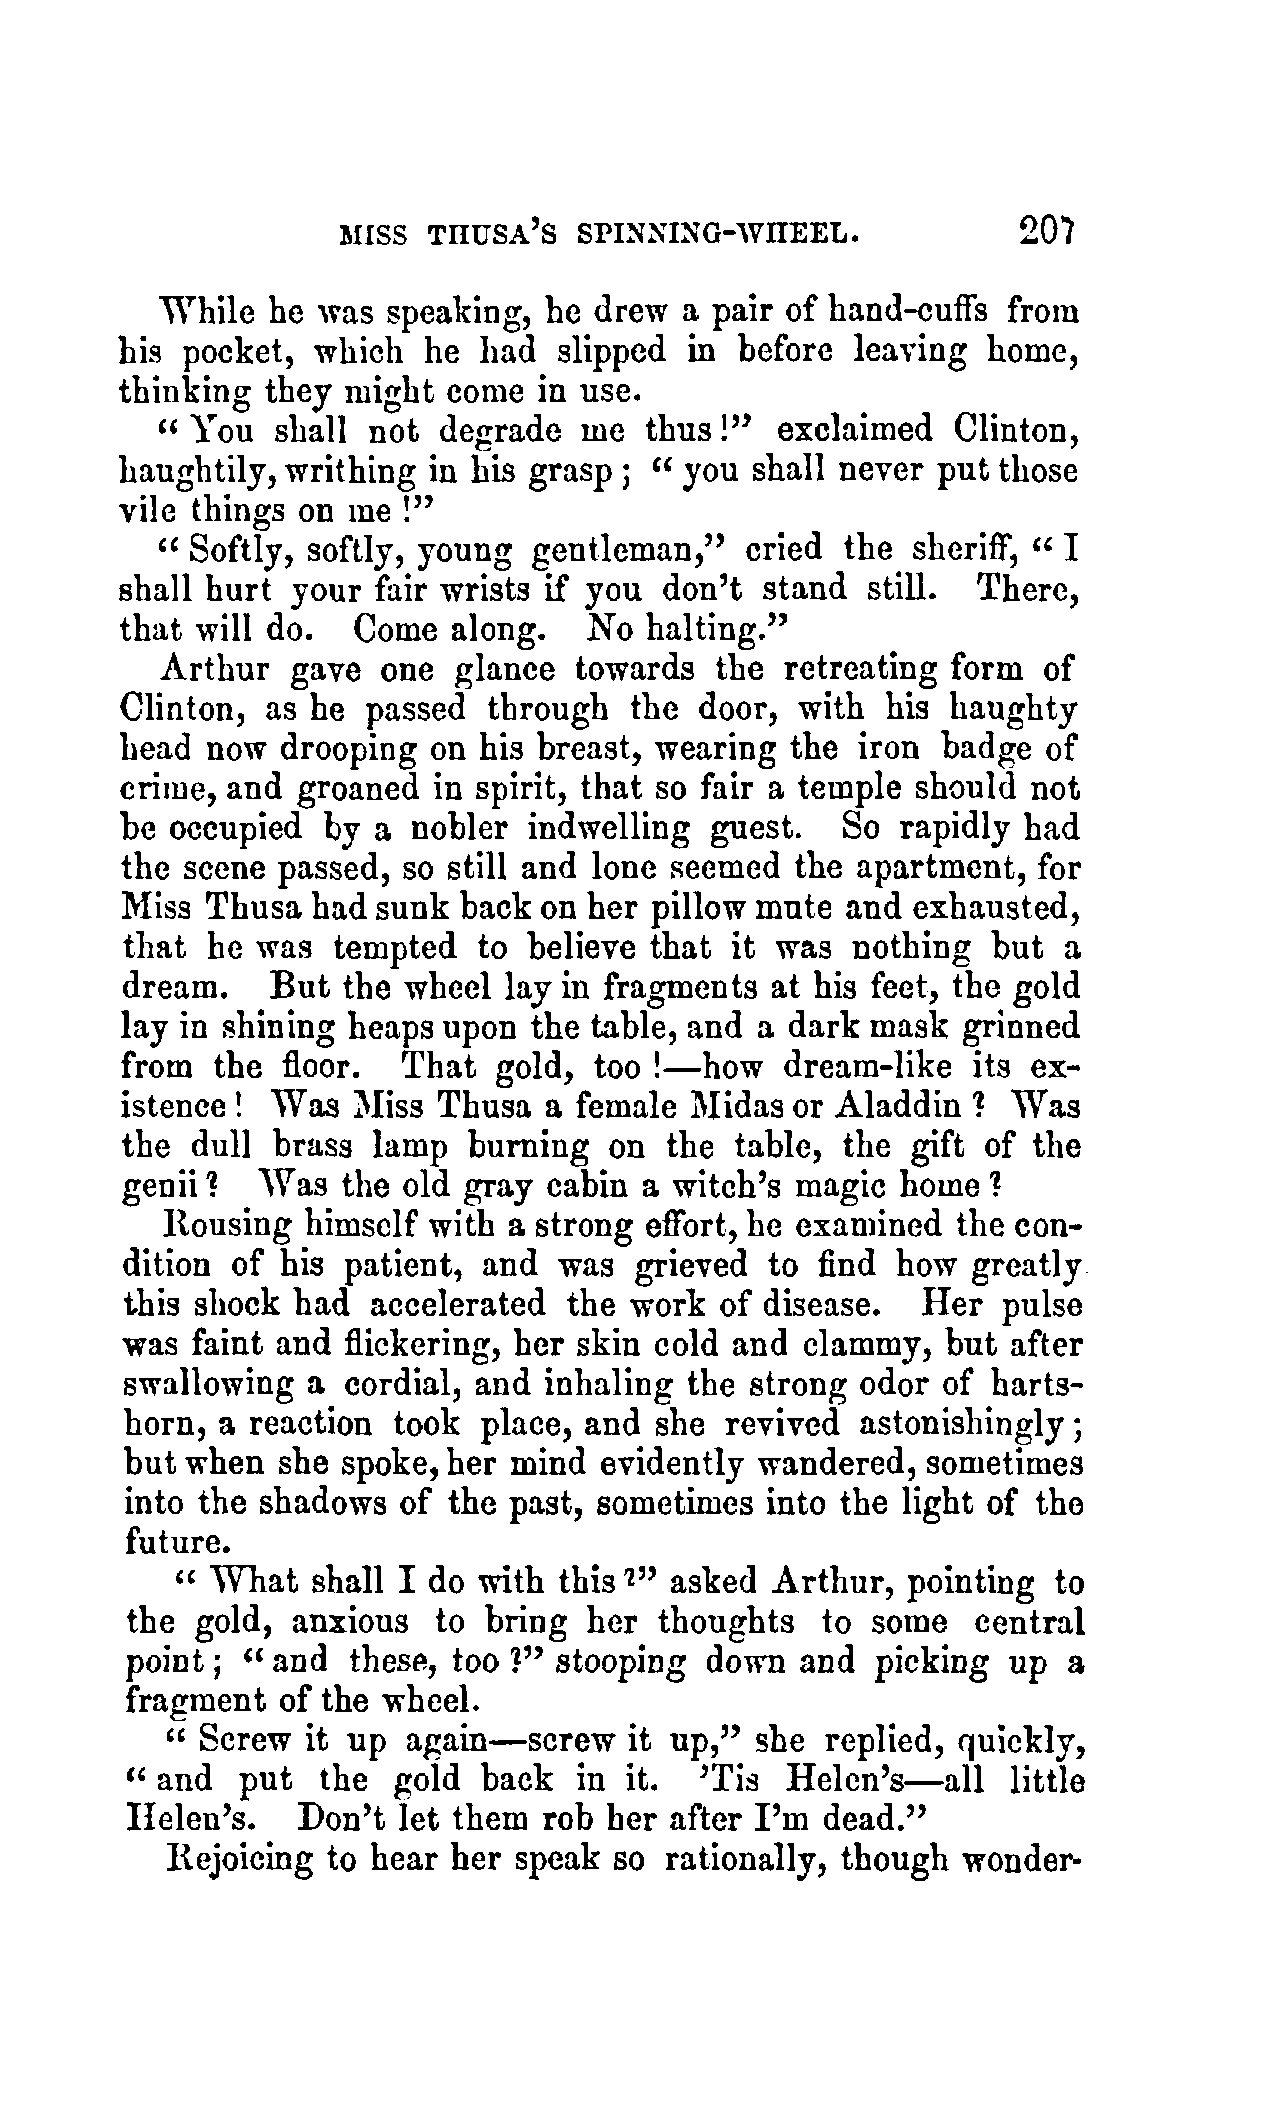 MISS THUSA'S SPINNING-WHEEL. 207
While he was speaking, he drew a pair of hand-cuffs from
his pocket, which he had slipped in before leaving home,
thinking they might come in use.
"You shall not degrade me thus!" exclaimed Clinton,
haughtily, writhing in his grasp; "you shall never put those
vile things on me!"
"Softly, softly, young gentleman," cried the sheriff, "I
shall hurt your fair wrists if you don't stand still. There,
that will do. Come along. No halting."
Arthur gave one glance towards the retreating form of
Clinton, as he passed through the door, with his haughty
head now drooping on his breast, wearing the iron badge of
crime, and groaned in spirit, that so fair a temple should not
be occupied by a nobler indwelling guest. So rapidly had
the scene passed, so still and lone seemed the apartment, for
Miss Thusa had sunk back on her pillow mute and exhausted,
that he was tempted to believe that it was nothing but a
dream. But the wheel lay in fragments at his feet, the gold
lay in shining heaps upon the table, and a dark mask grinned
from the floor. That gold, too!—how dream-like its ex-
istence! Was Miss Thusa a female Midas or Aladdin? Was
the dull brass lamp burning on the table, the gift of the
genii? Was the old gray cabin a witch's magic home?
Rousing himself with a strong effort, he examined the con-
dition of his patient, and was grieved to find how greatly
this shock had accelerated the work of disease. Her pulse
was faint and flickering, her skin cold and clammy, but after
swallowing a cordial, and inhaling the strong odor of harts-
horn, a reaction took place, and she revived astonishingly;
but when she spoke, her mind evidently wandered, sometimes
into the shadows of the past, sometimes into the light of the
future.
"What shall I do with this?" asked Arthur, pointing to
the gold, anxious to bring her thoughts to some central
point; "and these, too?" stooping down and picking up a
fragment of the wheel.
"Screw it up again—screw it up," she replied, quickly,
"and put the gold back in it. 'Tis Helen's—all little
Helen's. Don't let them rob her after I'm dead."
Rejoicing to hear her speak so rationally, though wonder-